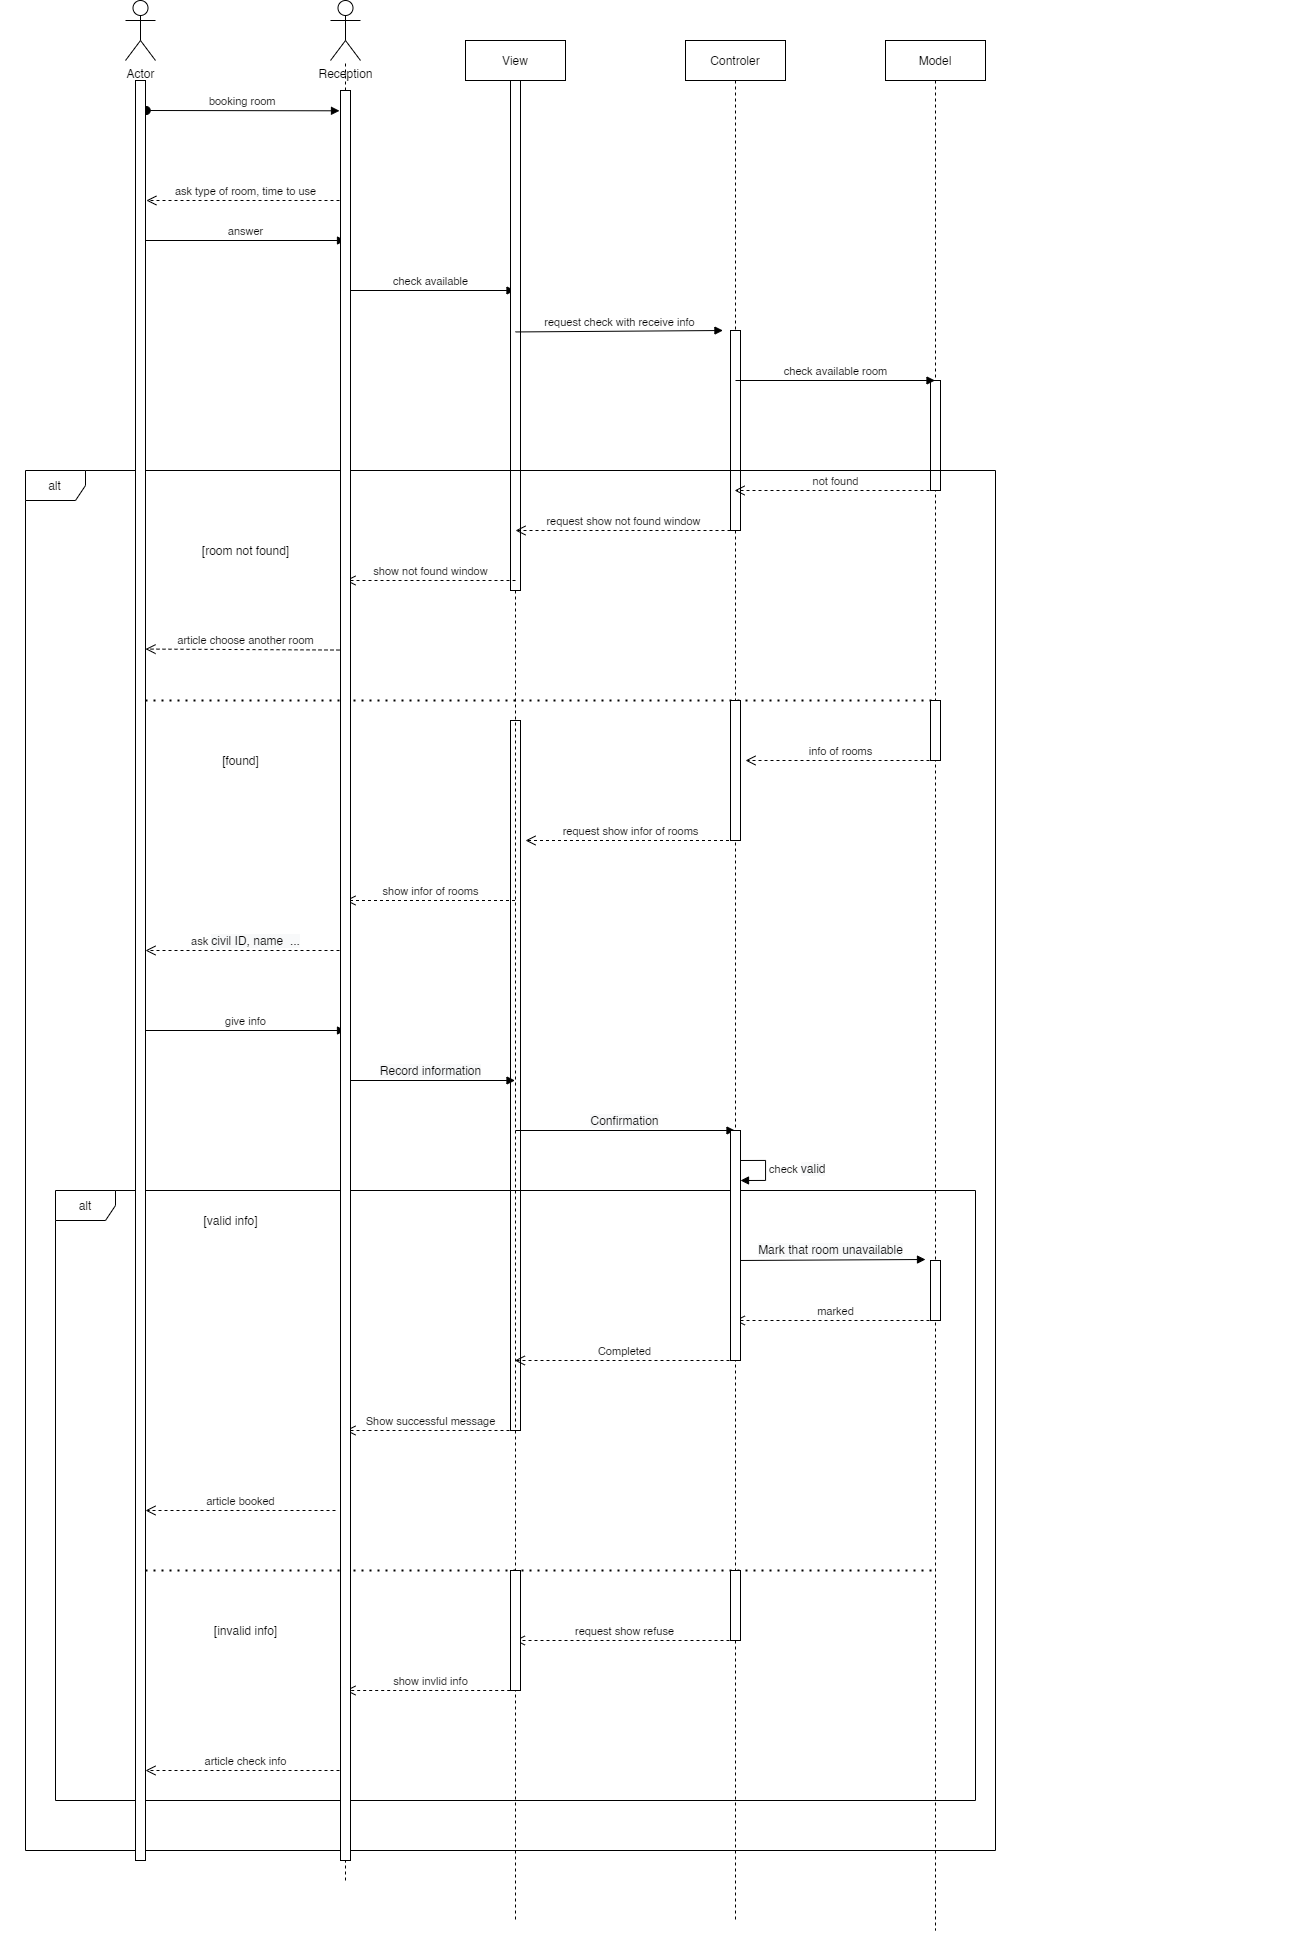 Actor
Reception
View
Controler
Model
booking room
ask type of room, time to use
answer
check available
request check with receive info
check available room
alt
not found
request show not found window
[room not found]
show not found window
article choose another room
info of rooms
[found]
request show infor of rooms
show infor of rooms
ask civil ID, name ...
give info
Record information
Confirmation
check valid
alt
[valid info]
Mark that room unavailable
marked
Completed
Show successful message
article booked
[invalid info]
request show refuse
show invlid info
article check info